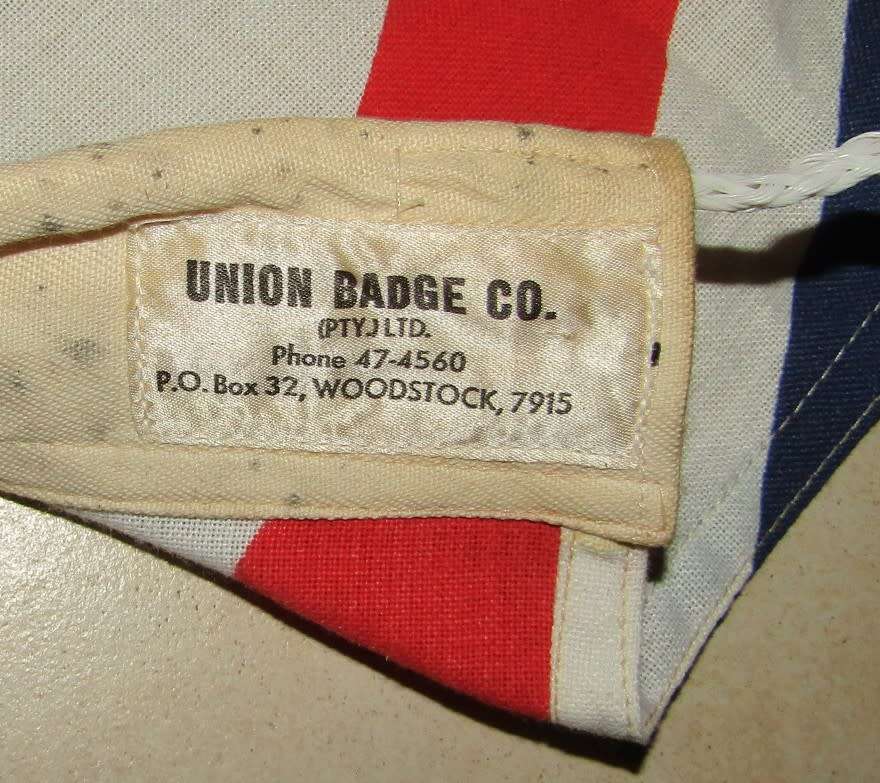 UNION BADGE CO.
(PTY.) LTD.
Phone 47-4560
P.O. Box 32, WOODSTOCK, 7915